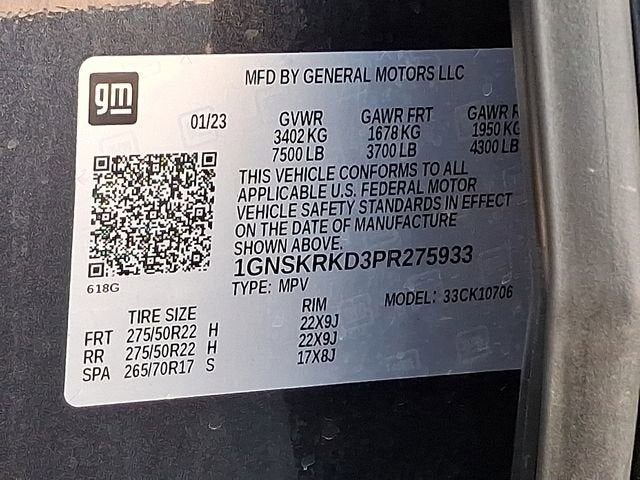 gm
MFD BY GENERAL MOTORS LLC
01/23 GVWR GAWR FRT GAWR
3402 KG 1678 KG 1950 KG
7500 LB 3700 LB 4300 LB
THIS VEHICLE CONFORMS TO ALL
APPLICABLE U.S. FEDERAL MOTOR
VEHICLE SAFETY STANDARDS IN EFFECT
ON THE DATE OF MANUFACTURE
SHOWN ABOVE.
1GNSKRKD3PR275933
618G TYPE: MPV MODEL: 33CK10706
TIRE SIZE RIM
FRT 275/50R22 H 22X9J
RR 275/50R22 H 22X9J
SPA 265/70R17 S 17X8J